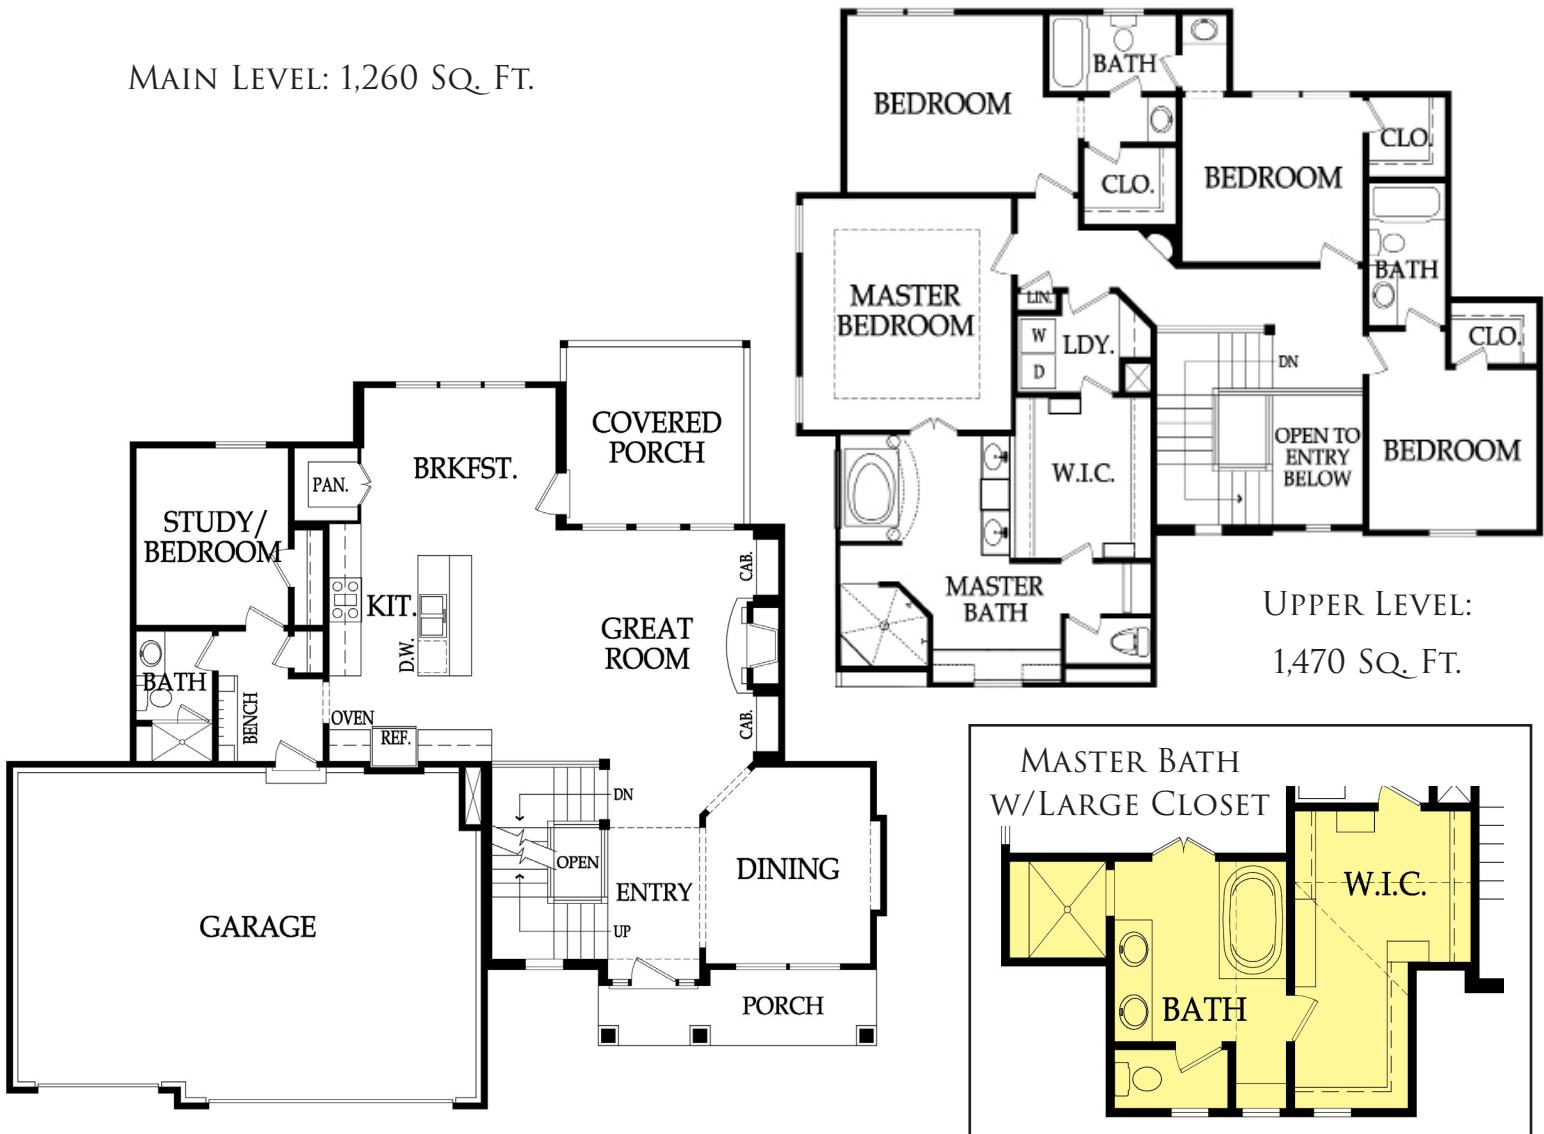 MAIN LEVEL: 1,260 SQ. FT.
BEDROOM
BATH
CLO.
BEDROOM
CLO.
BATH
CLO.
BEDROOM
MASTER
BEDROOM
LIN.
W
D
LDY.
DN
OPEN TO
ENTRY
BELOW
W.I.C.
MASTER
BATH
UPPER LEVEL:
1,470 SQ. FT.
COVERED
PORCH
BRKFST.
PAN.
STUDY/
BEDROOM
KIT.
D.W.
GREAT
ROOM
CAB.
CAB.
BATH
BENCH
OVEN
REF.
DN
OPEN
UP
ENTRY
DINING
GARAGE
PORCH
MASTER BATH
W/LARGE CLOSET
W.I.C.
BATH